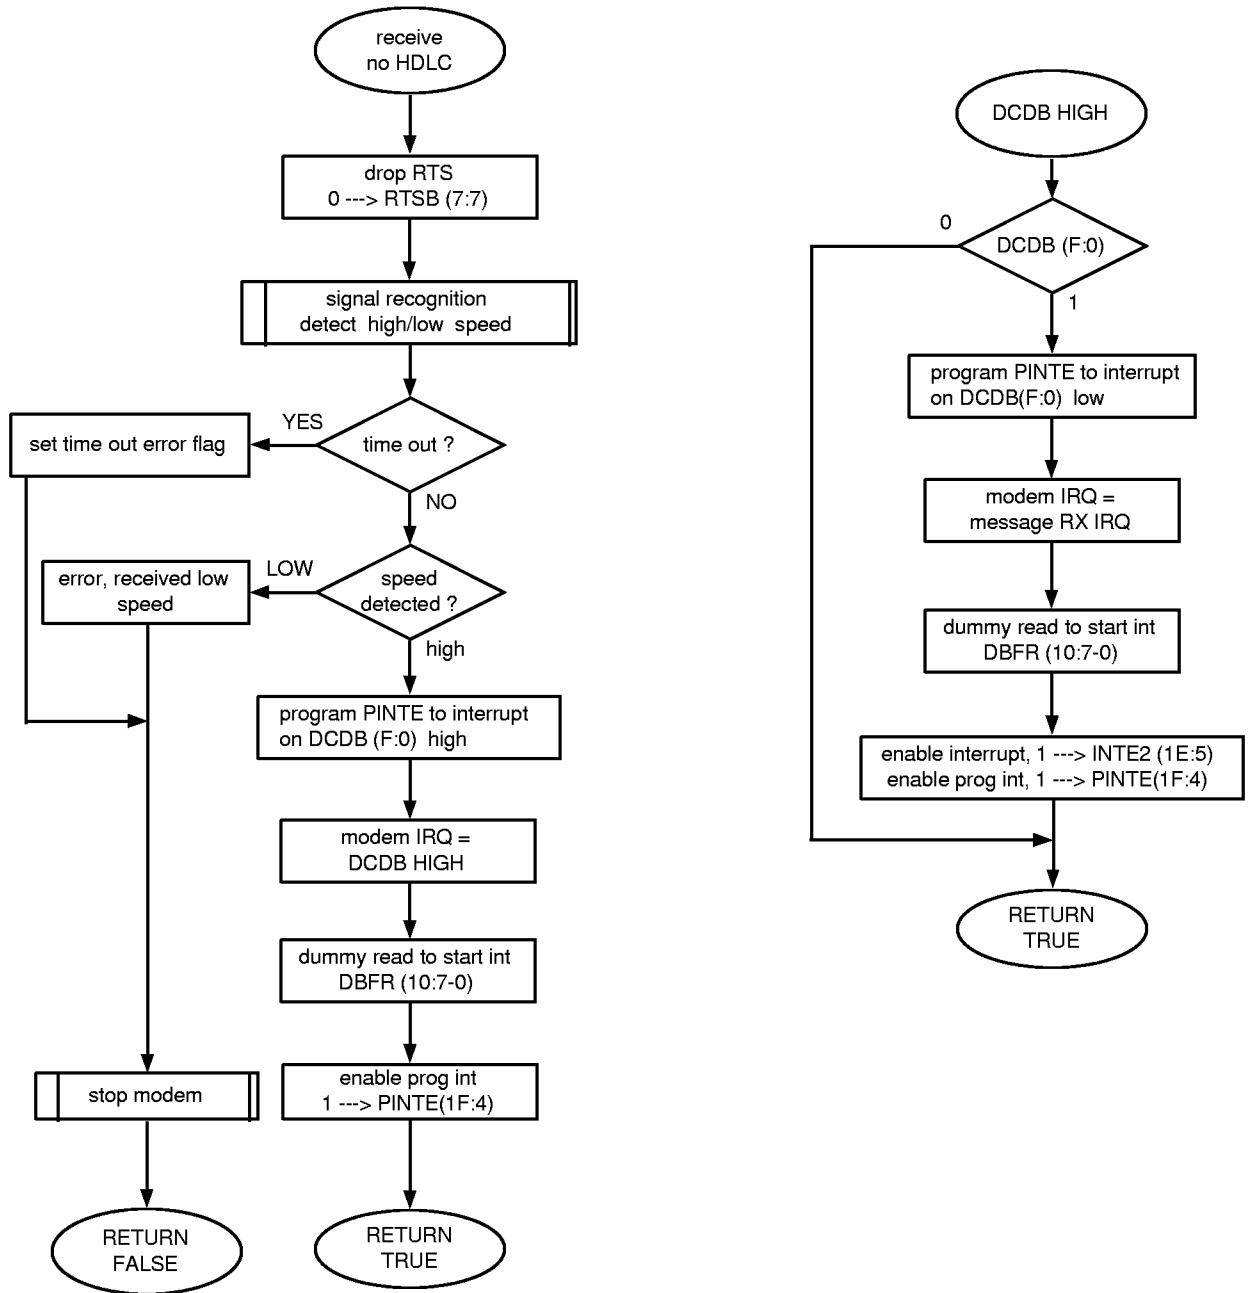 receive
no HDLC
drop RTS
0 ---> RTSB (7:7)
signal recognition
detect high/low speed
time out ?
YES
set time out error flag
NO
speed
detected ?
LOW
error, received low
speed
high
program PINTE to interrupt
on DCDB (F:0) high
modem IRQ =
DCDB HIGH
dummy read to start int
DBFR (10:7-0)
enable prog int
1 ---> PINTE(1F:4)
stop modem
RETURN
FALSE
RETURN
TRUE
DCDB HIGH
DCDB (F:0)
0
1
program PINTE to interrupt
on DCDB(F:0) low
modem IRQ =
message RX IRQ
dummy read to start int
DBFR (10:7-0)
enable interrupt, 1 ---> INTE2 (1E:5)
enable prog int, 1 ---> PINTE(1F:4)
RETURN
TRUE